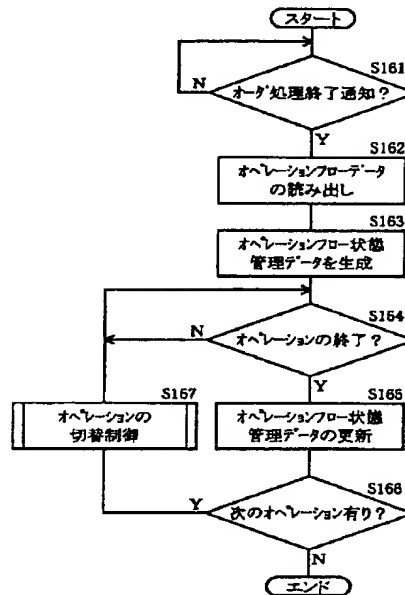 スタート
S161
オーダ処理終了通知？
N
Y
S162
オペレーションフローデータ
の読み出し
S163
オペレーションフロー状態
管理データを生成
S164
N
オペレーションの終了？
Y
S167
オペレーションの
切替制御
S165
オペレーションフロー状態
管理データの更新
S166
Y
次のオペレーション有り？
N
エンド